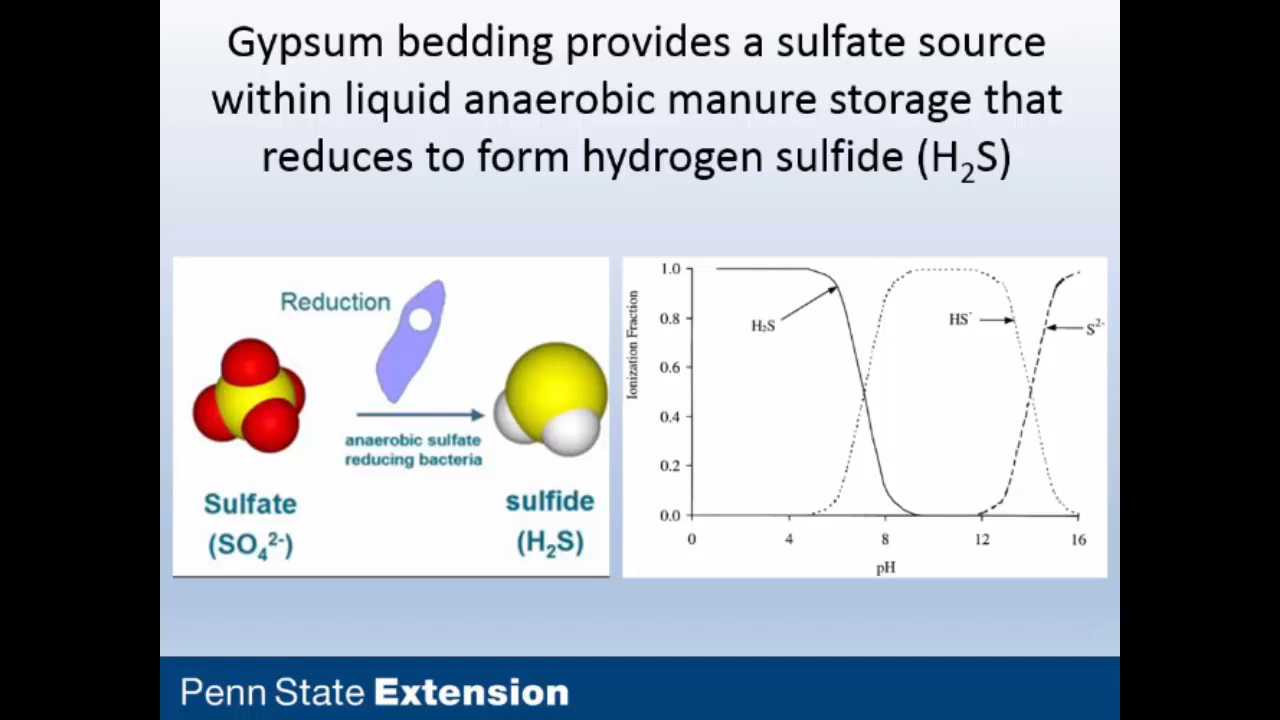 Gypsum bedding provides a sulfate source
within liquid anaerobic manure storage that
reduces to form hydrogen sulfide (H₂S)
Reduction
anaerobic sulfate
reducing bacteria
Sulfate
(SO₄²⁻)
sulfide
(H₂S)
Ionization Fraction
1.0
0.8
0.6
0.4
0.2
0.0
H₂S
HS⁻
S²⁻
0 4 8 12 16
pH
Penn State Extension